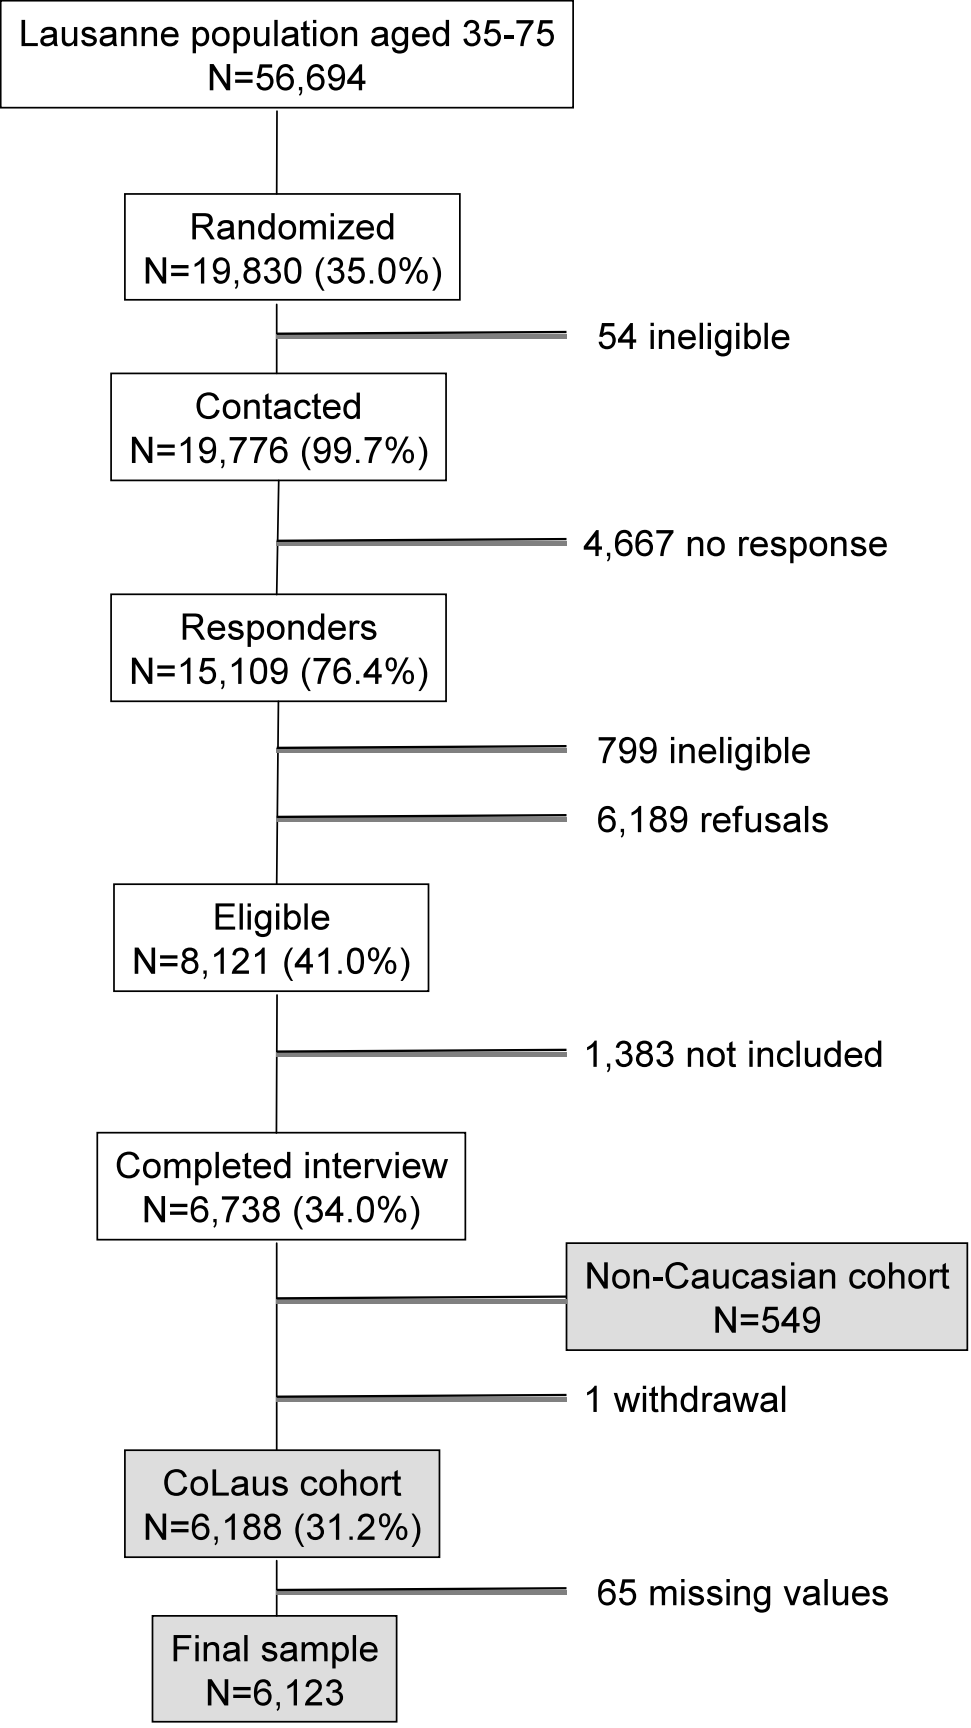 Lausanne population aged 35-75
N=56,694
Randomized
N=19,830 (35.0%)
54 ineligible
Contacted
N=19,776 (99.7%)
4,667 no response
Responders
N=15,109 (76.4%)
799 ineligible
6,189 refusals
Eligible
N=8,121 (41.0%)
1,383 not included
Completed interview
N=6,738 (34.0%)
Non-Caucasian cohort
N=549
1 withdrawal
CoLaus cohort
N=6,188 (31.2%)
65 missing values
Final sample
N=6,123